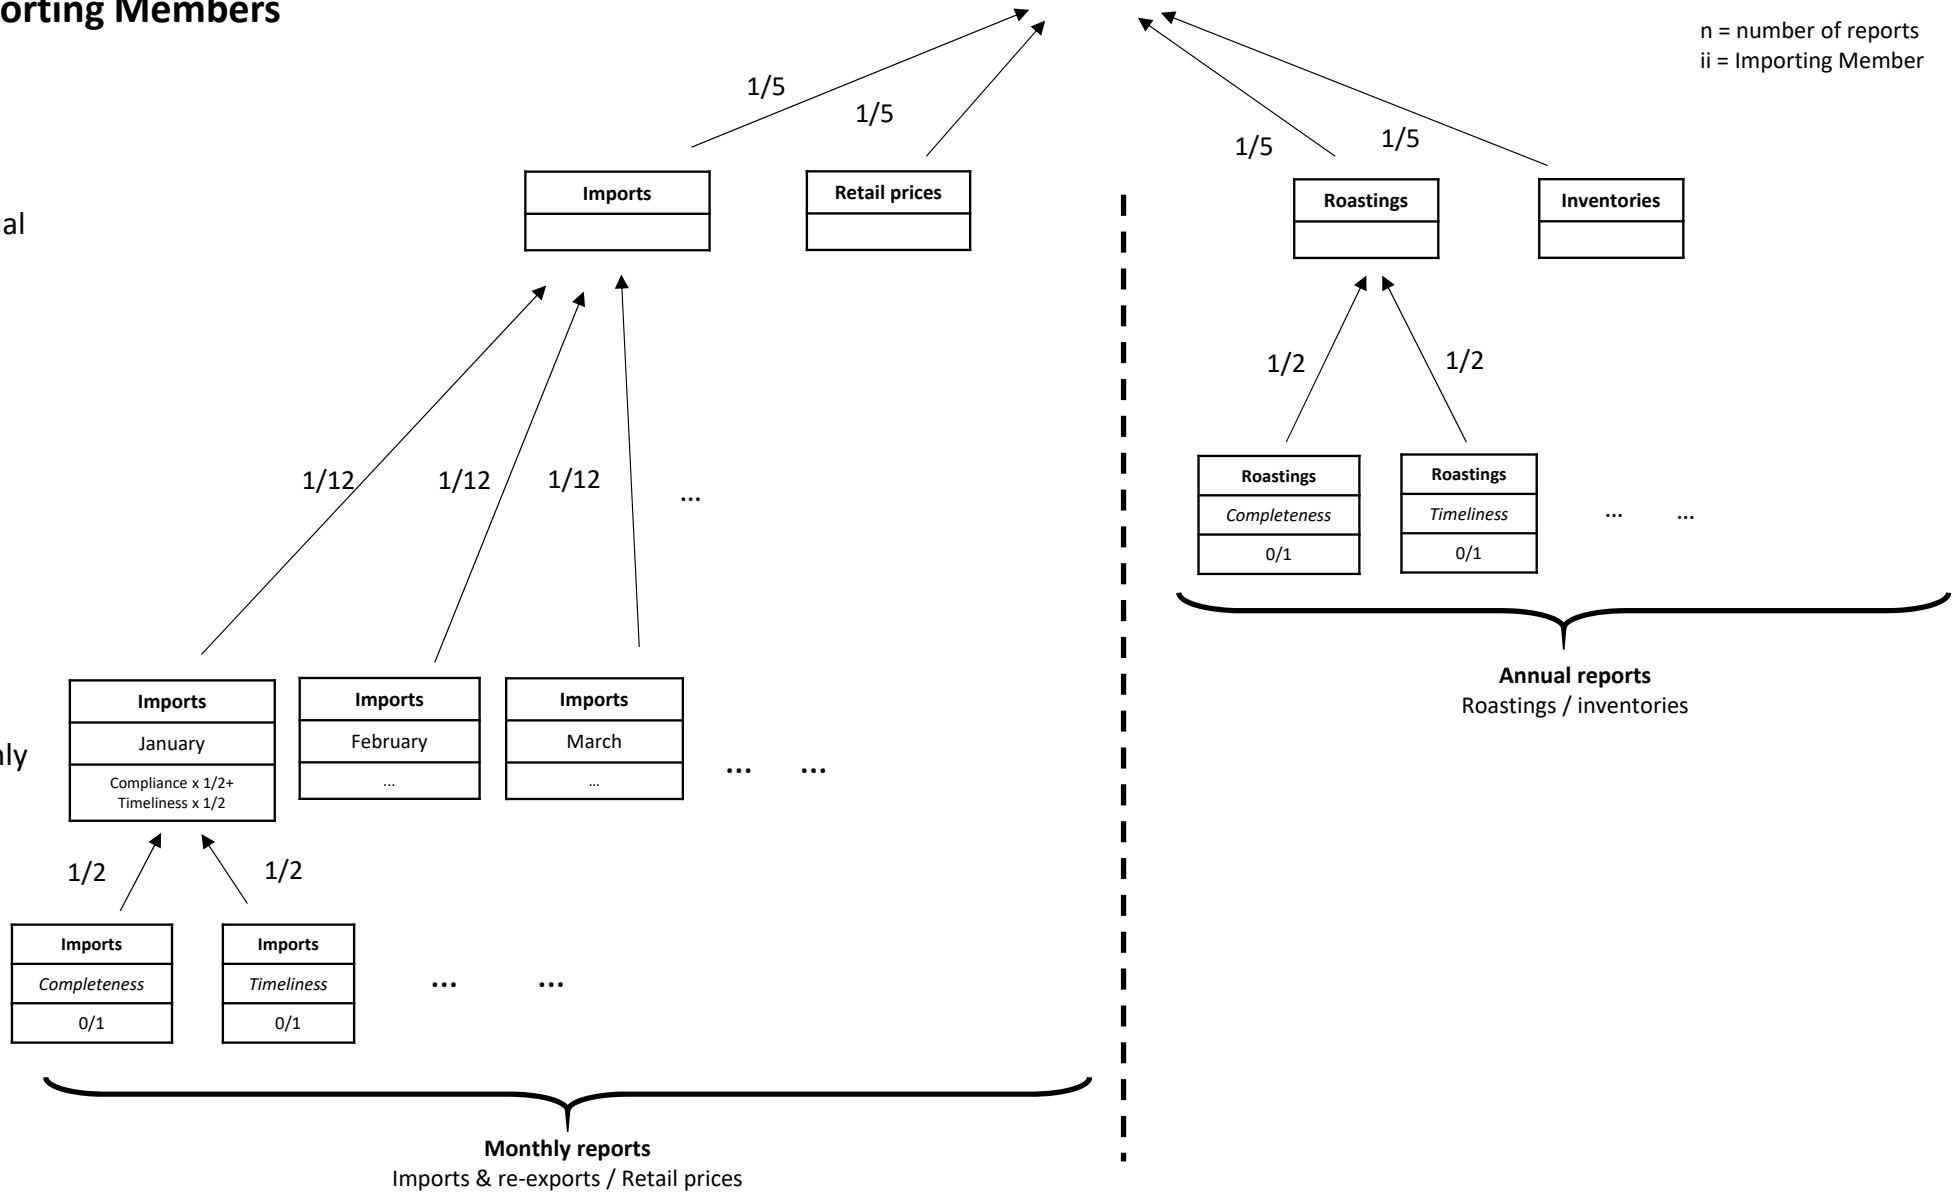 orting Members
n = number of reports
ii = Importing Member
1/5
1/5
1/5
1/5
Imports
Retail prices
Roastings
Inventories
al
1/2
1/2
1/12
1/12
1/12
...
Roastings
Completeness
0/1
Roastings
Timeliness
0/1
...
...
Annual reports
Roastings / inventories
Imports
January
Compliance x 1/2+
Timeliness x 1/2
Imports
February
...
Imports
March
...
ly
...
...
1/2
1/2
Imports
Completeness
0/1
Imports
Timeliness
0/1
...
...
Monthly reports
Imports & re-exports / Retail prices